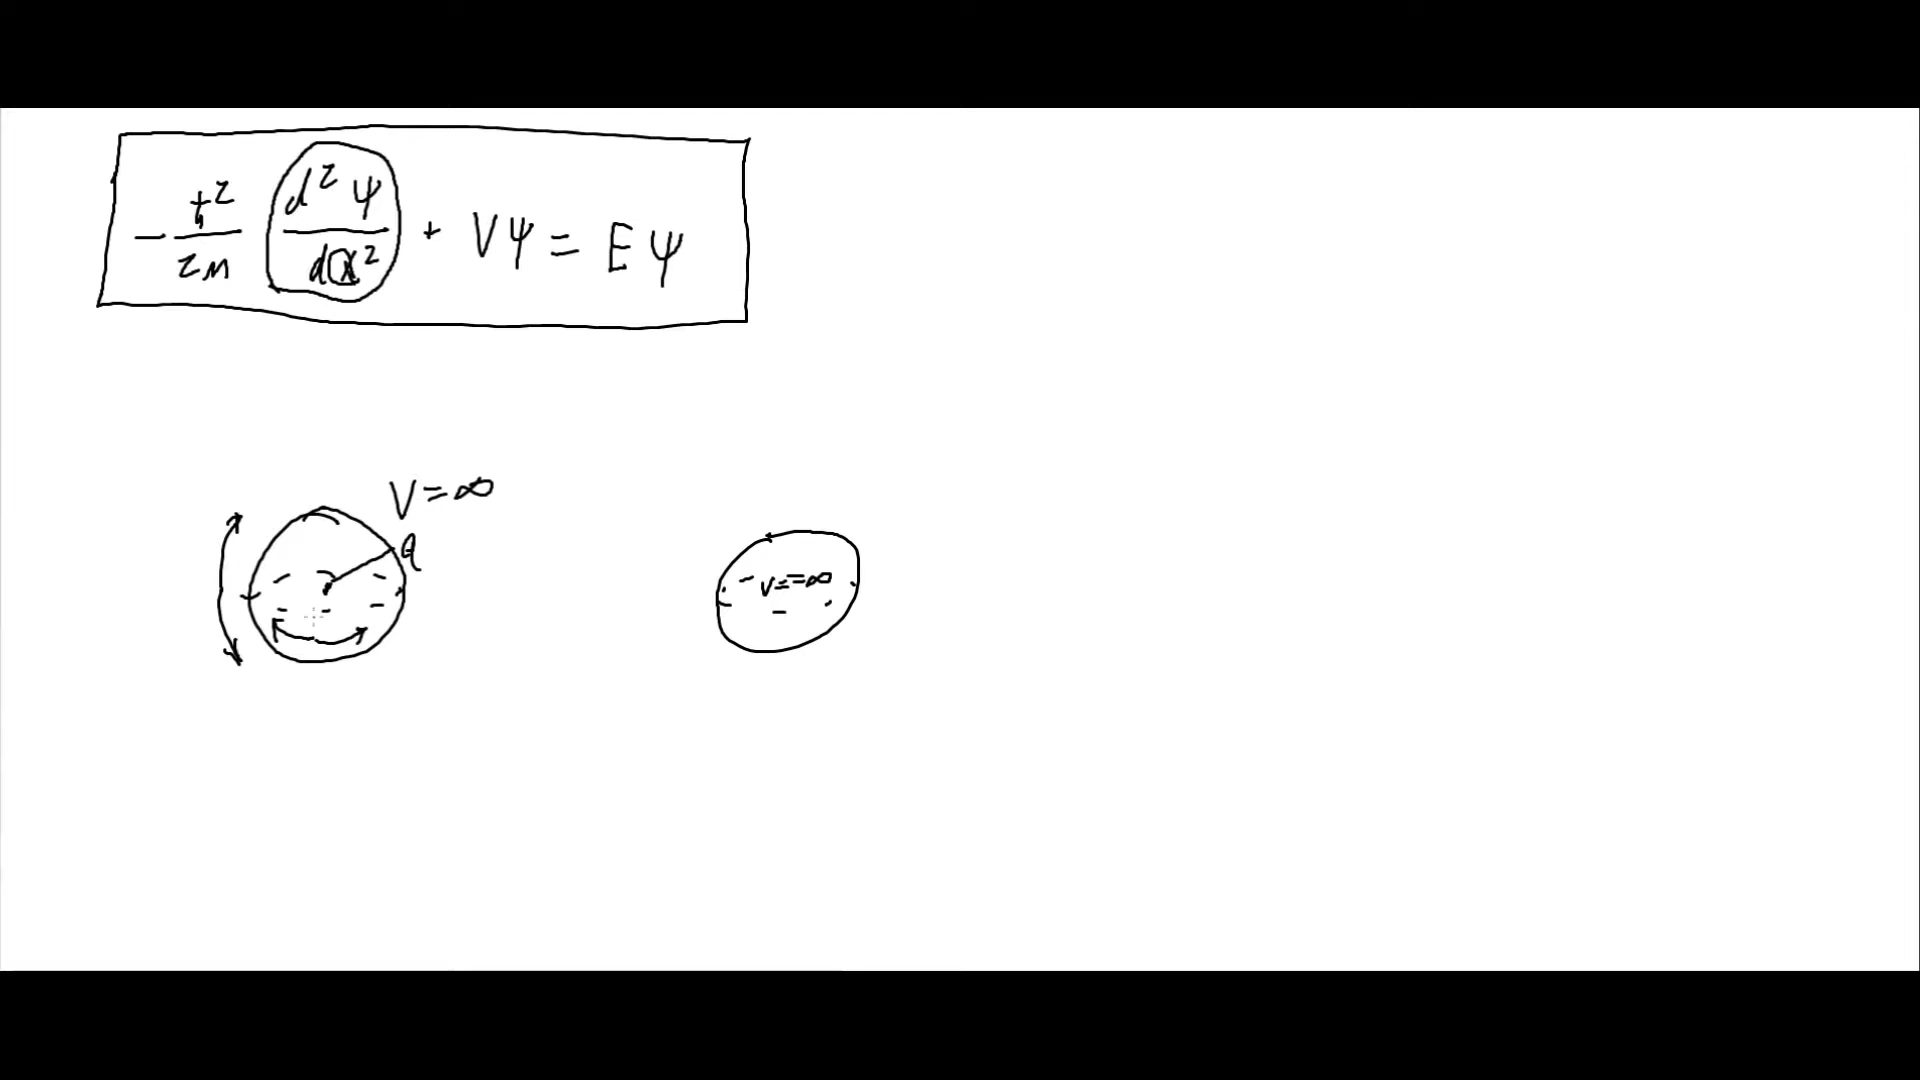 -ħ²/2m d²ψ/dx² + Vψ = Eψ
V=∞
a
V==∞